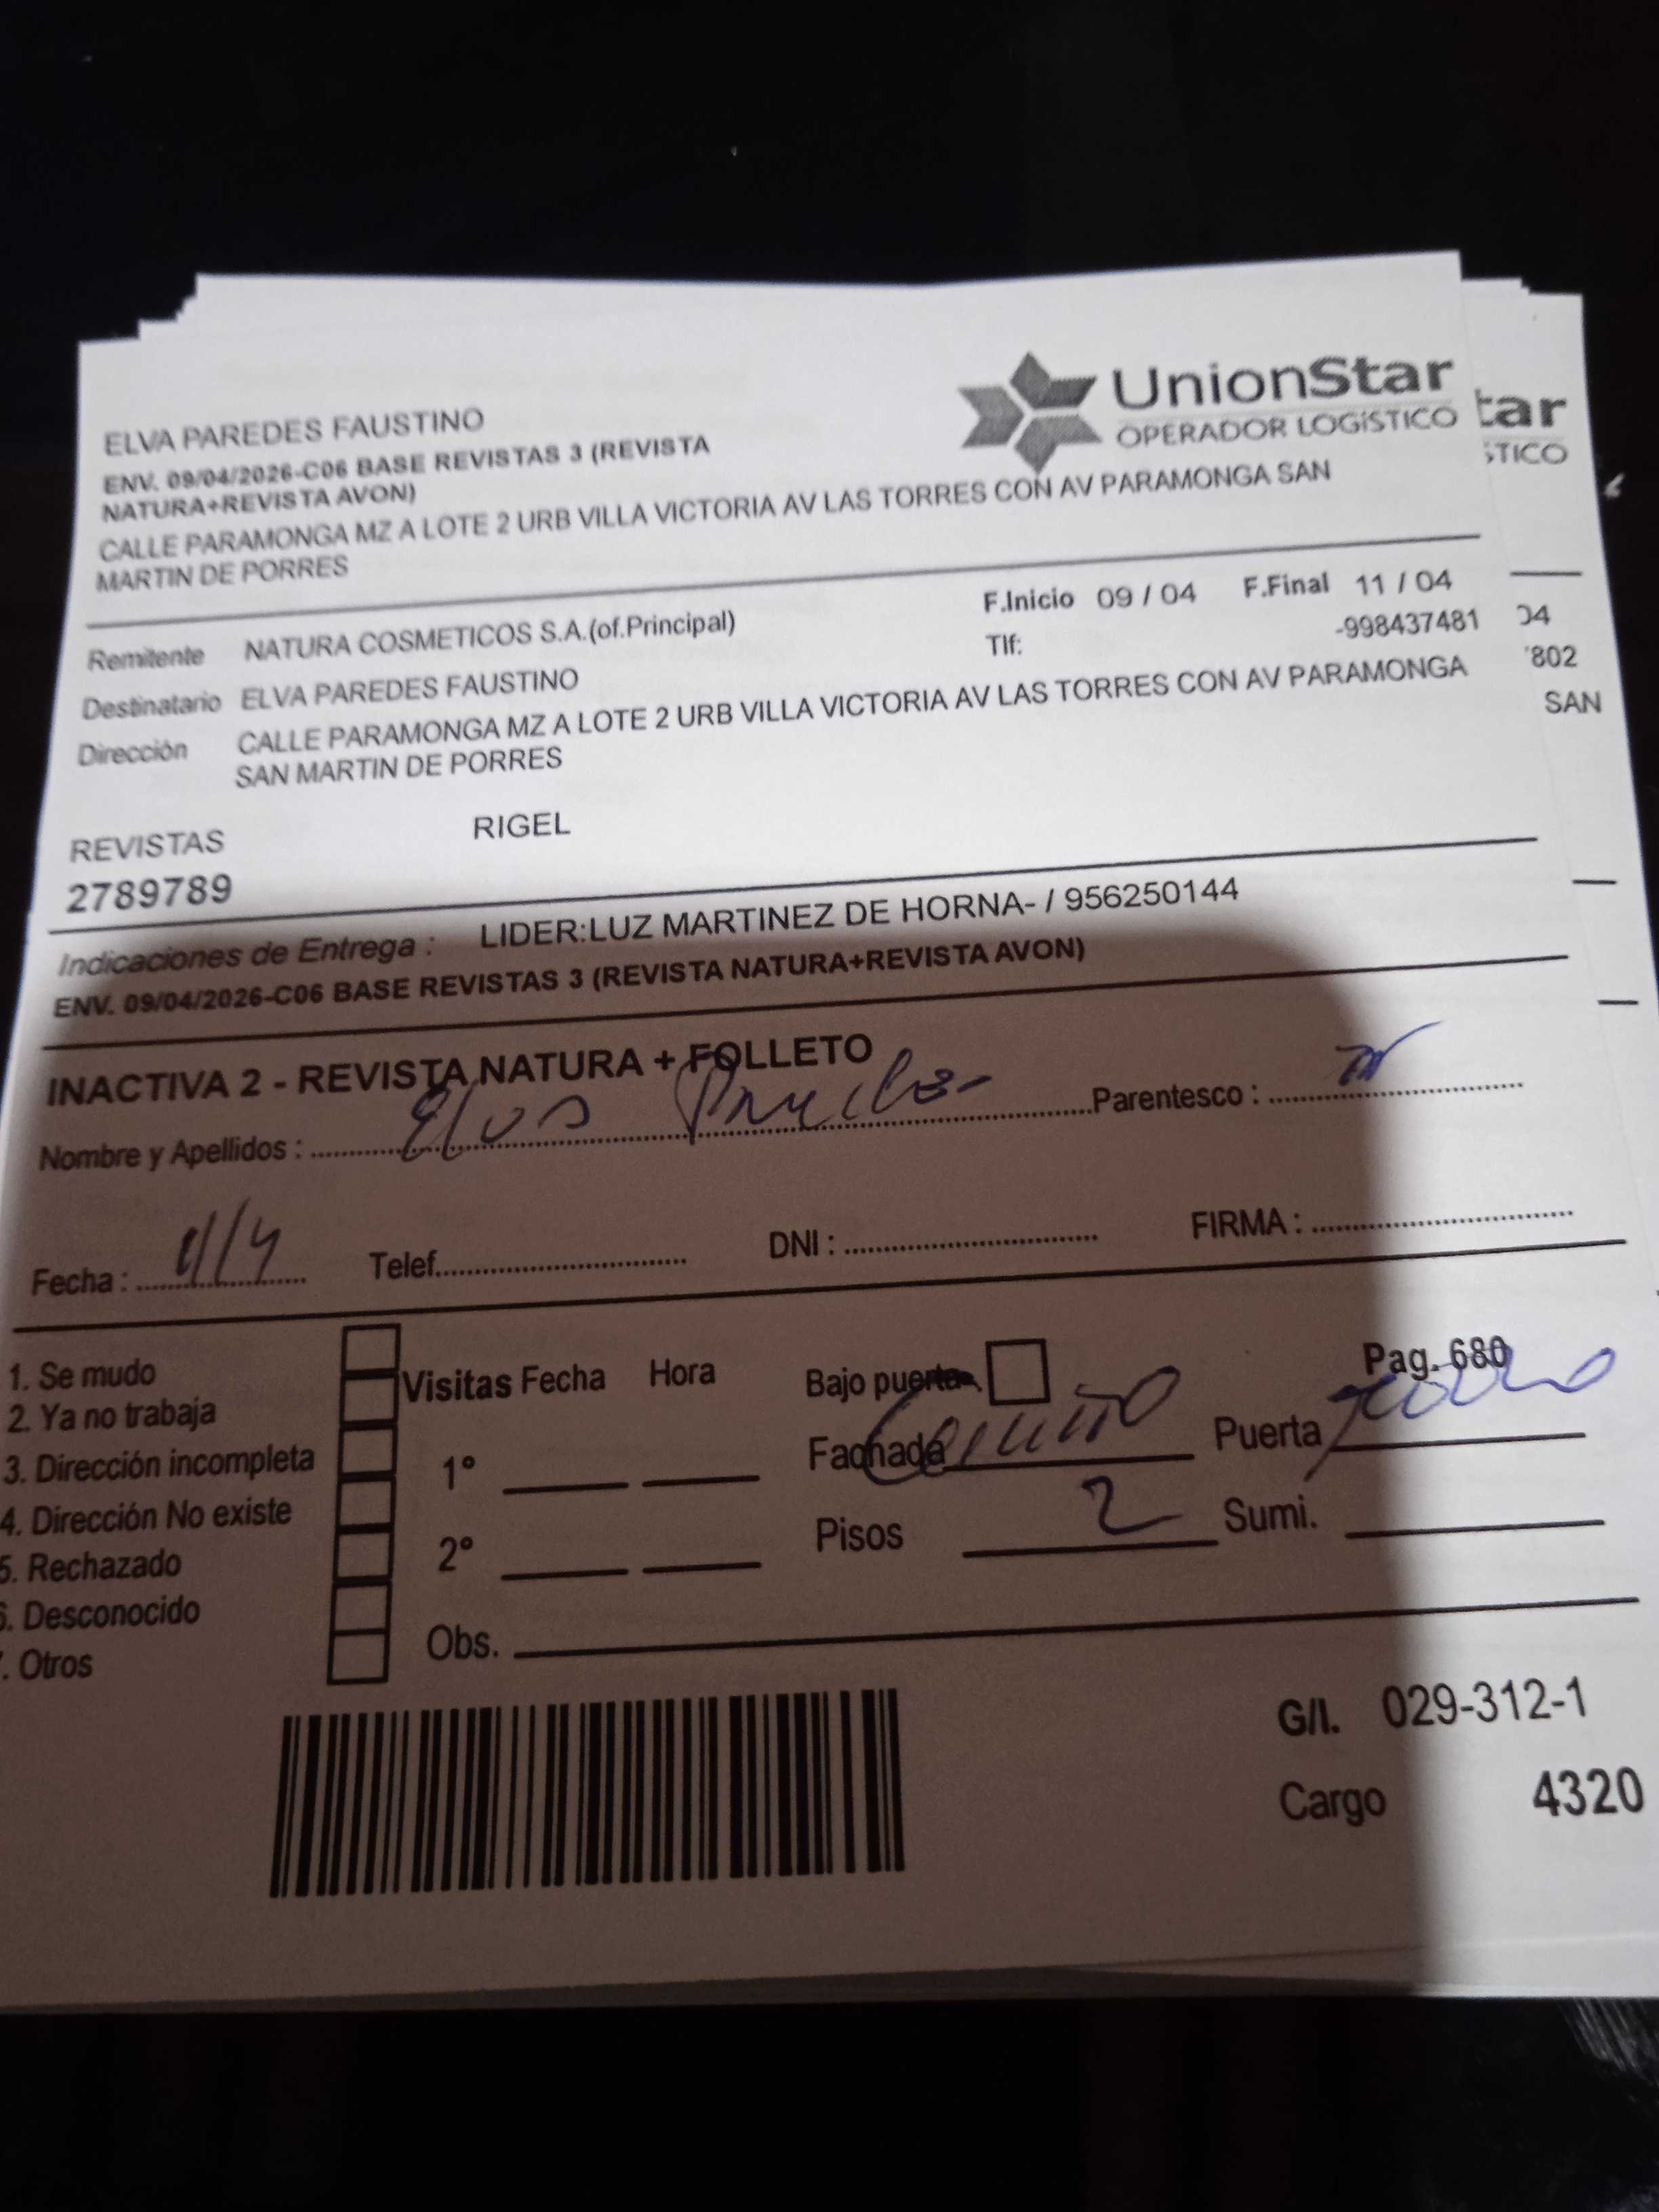 UnionStar
OPERADOR LOGÍSTICO
tar
STICO
ELVA PAREDES FAUSTINO
ENV. 09/04/2026-C06 BASE REVISTAS 3 (REVISTA
NATURA+REVISTA AVON)
CALLE PARAMONGA MZ A LOTE 2 URB VILLA VICTORIA AV LAS TORRES CON AV PARAMONGA SAN
MARTIN DE PORRES
F.Inicio 09 / 04 F.Final 11 / 04
Remitente NATURA COSMETICOS S.A.(of.Principal)
Tlf: -998437481
04
802
SAN
Destinatario ELVA PAREDES FAUSTINO
Dirección CALLE PARAMONGA MZ A LOTE 2 URB VILLA VICTORIA AV LAS TORRES CON AV PARAMONGA
SAN MARTIN DE PORRES
REVISTAS RIGEL
2789789
Indicaciones de Entrega : LIDER:LUZ MARTINEZ DE HORNA- / 956250144
ENV. 09/04/2026-C06 BASE REVISTAS 3 (REVISTA NATURA+REVISTA AVON)
INACTIVA 2 - REVISTA NATURA + FOLLETO
Nombre y Apellidos : Parentesco :
Fecha : Telef. DNI : FIRMA :
1. Se mudo
2. Ya no trabaja
3. Dirección incompleta
4. Dirección No existe
5. Rechazado
6. Desconocido
. Otros
Visitas Fecha Hora
1°
2°
Obs.
Bajo puerta
Pag. 680
Fachada Puerta
Pisos 2 Sumi.
G/I. 029-312-1
Cargo 4320